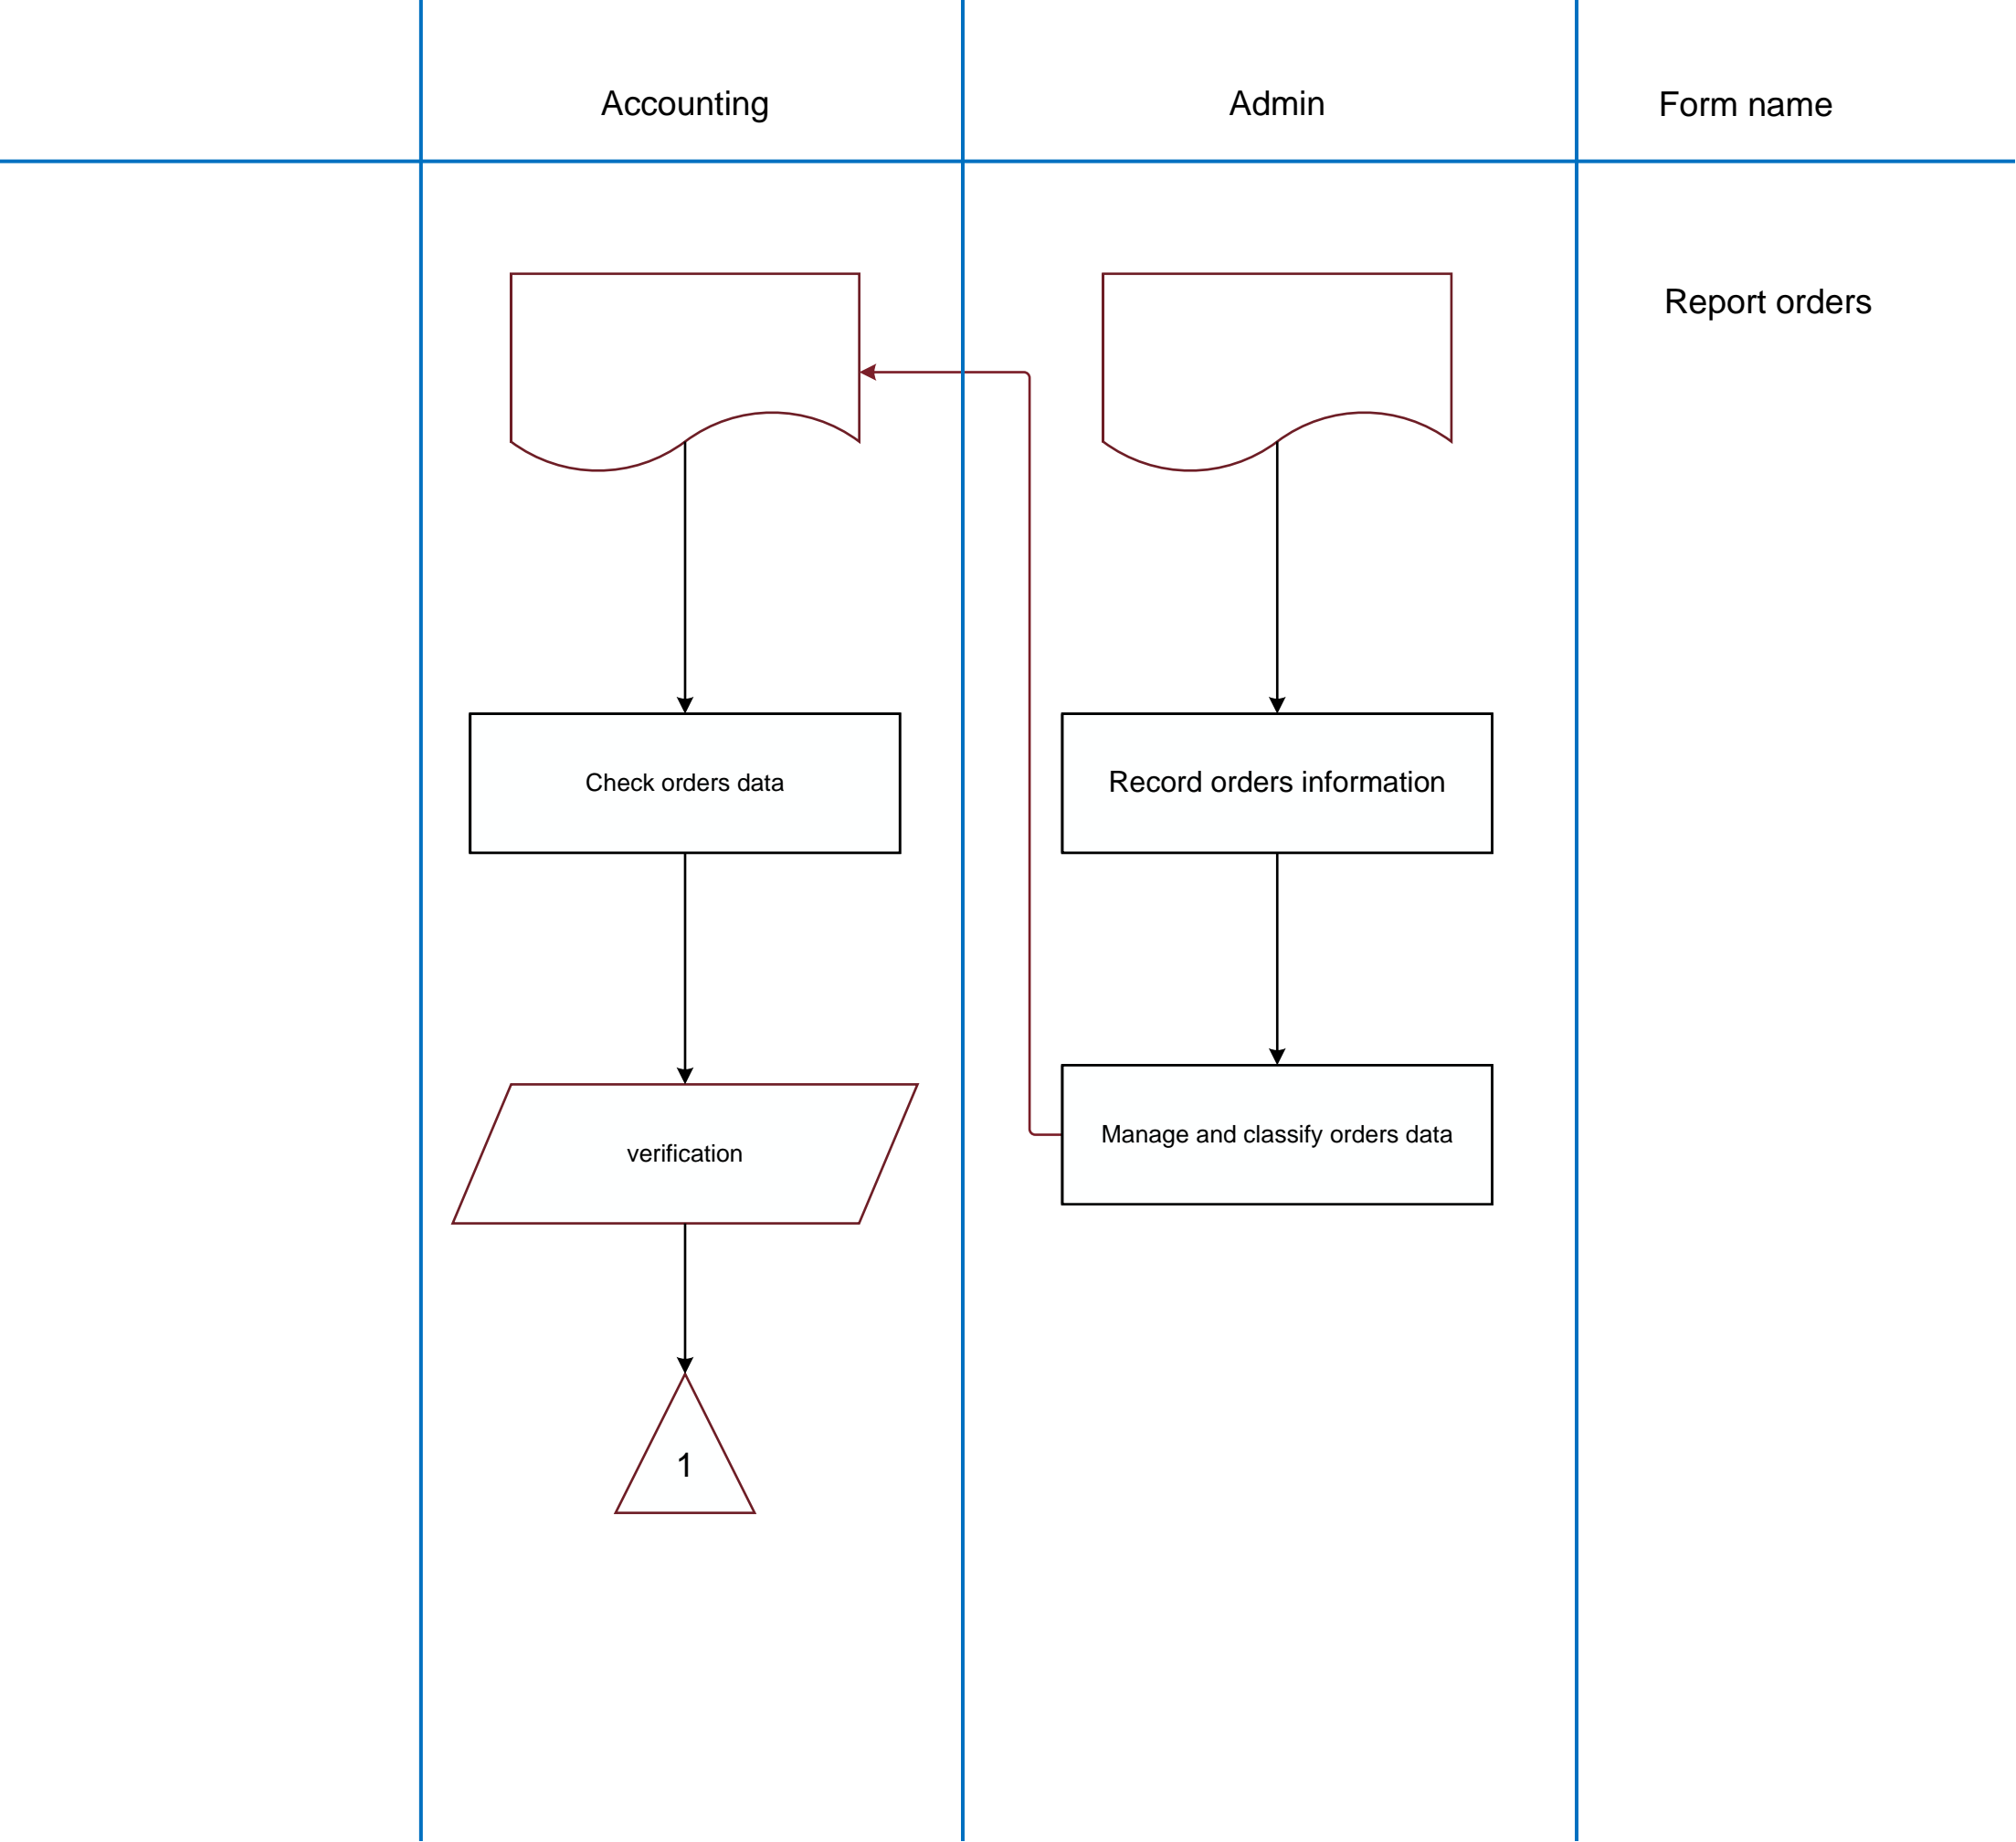 Accounting
Admin
Form name
Report orders
Check orders data
Record orders information
Manage and classify orders data
verification
1